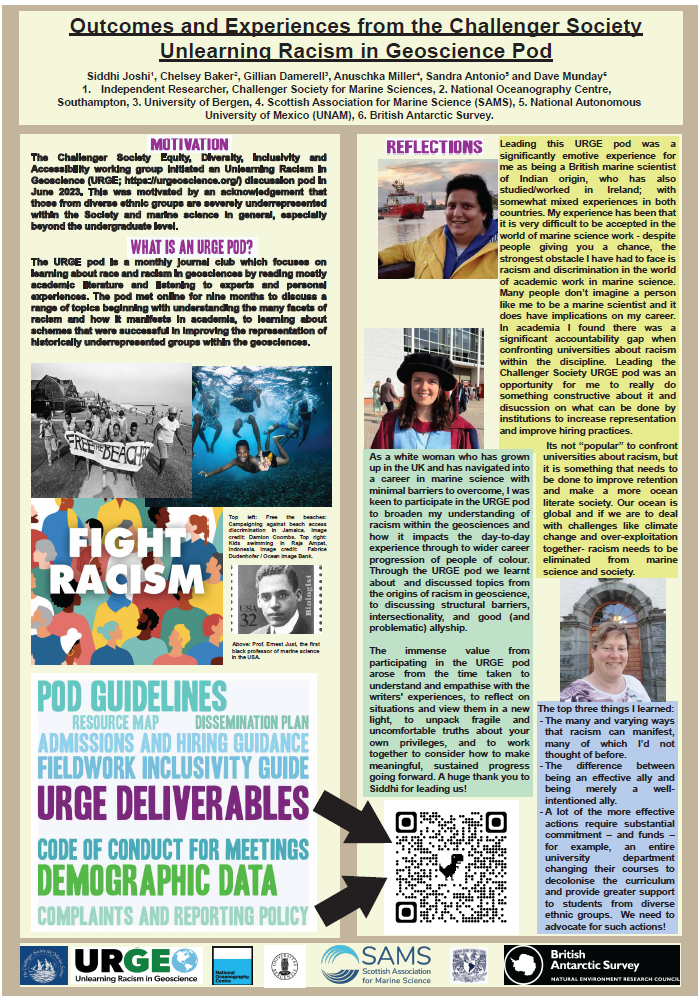 Outcomes and Experiences from the Challenger Society
Unlearning Racism in Geoscience Pod
Siddhi Joshi¹, Chelsey Baker², Gillian Damerell³, Anuschka Miller⁴, Sandra Antonio⁵ and Dave Munday⁶
1. Independent Researcher, Challenger Society for Marine Sciences, 2. National Oceanography Centre,
Southampton, 3. University of Bergen, 4. Scottish Association for Marine Science (SAMS), 5. National Autonomous
University of Mexico (UNAM), 6. British Antarctic Survey.
MOTIVATION
The Challenger Society Equity, Diversity, Inclusivity and
Accessibility working group initiated an Unlearning Racism in
Geoscience (URGE; https://urgeoscience.org/) discussion pod in
June 2023. This was motivated by an acknowledgement that
those from diverse ethnic groups are severely underrepresented
within the Society and marine science in general, especially
beyond the undergraduate level.
WHAT IS AN URGE POD?
The URGE pod is a monthly journal club which focuses on
learning about race and racism in geosciences by reading mostly
academic literature and listening to experts and personal
experiences. The pod met online for nine months to discuss a
range of topics beginning with understanding the many facets of
racism and how it manifests in academia, to learning about
schemes that were successful in improving the representation of
historically underrepresented groups within the geosciences.
FREE THE BEACHES
FIGHT
RACISM
Top left: Free the beaches:
Campaigning against beach access
discrimination in Jamaica. Image
credit: Damion Coombs. Top right:
Kids swimming in Raja Ampat,
Indonesia. Image credit: Fabrice
Dudenhofer / Ocean Image Bank.
USA
32
Biologist
Above: Prof. Ernest Just, the first
black professor of marine science
in the USA.
POD GUIDELINES
RESOURCE MAP DISSEMINATION PLAN
ADMISSIONS AND HIRING GUIDANCE
FIELDWORK INCLUSIVITY GUIDE
URGE DELIVERABLES
CODE OF CONDUCT FOR MEETINGS
DEMOGRAPHIC DATA
COMPLAINTS AND REPORTING POLICY
REFLECTIONS
Leading this URGE pod was a
significantly emotive experience for
me as being a British marine scientist
of Indian origin, who has also
studied/worked in Ireland; with
somewhat mixed experiences in both
countries. My experience has been that
it is very difficult to be accepted in the
world of marine science work - despite
people giving you a chance, the
strongest obstacle I have had to face is
racism and discrimination in the world
of academic work in marine science.
Many people don't imagine a person
like me to be a marine scientist and it
does have implications on my career.
In academia I found there was a
significant accountability gap when
confronting universities about racism
within the discipline. Leading the
Challenger Society URGE pod was an
opportunity for me to really do
something constructive about it and
disucssion on what can be done by
institutions to increase representation
and improve hiring practices.
Its not “popular” to confront
universities about racism, but
it is something that needs to
be done to improve retention
and make a more ocean
literate society. Our ocean is
global and if we are to deal
with challenges like climate
change and over-exploitation
together- racism needs to be
eliminated from marine
science and society.
As a white woman who has grown
up in the UK and has navigated into
a career in marine science with
minimal barriers to overcome, I was
keen to participate in the URGE pod
to broaden my understanding of
racism within the geosciences and
how it impacts the day-to-day
experience through to wider career
progression of people of colour.
Through the URGE pod we learnt
about and discussed topics from
the origins of racism in geoscience,
to discussing structural barriers,
intersectionality, and good (and
problematic) allyship.
The immense value from
participating in the URGE pod
arose from the time taken to
understand and empathise with the
writers' experiences, to reflect on
situations and view them in a new
light, to unpack fragile and
uncomfortable truths about your
own privileges, and to work
together to consider how to make
meaningful, sustained progress
going forward. A huge thank you to
Siddhi for leading us!
The top three things I learned:
- The many and varying ways
that racism can manifest,
many of which I'd not
thought of before.
- The difference between
being an effective ally and
being merely a well-
intentioned ally.
- A lot of the more effective
actions require substantial
commitment – and funds –
for example, an entire
university department
changing their courses to
decolonise the curriculum
and provide greater support
to students from diverse
ethnic groups. We need to
advocate for such actions!
URGE
Unlearning Racism in Geoscience
National
Oceanography
Centre
SAMS
Scottish Association
for Marine Science
British
Antarctic Survey
NATURAL ENVIRONMENT RESEARCH COUNCIL